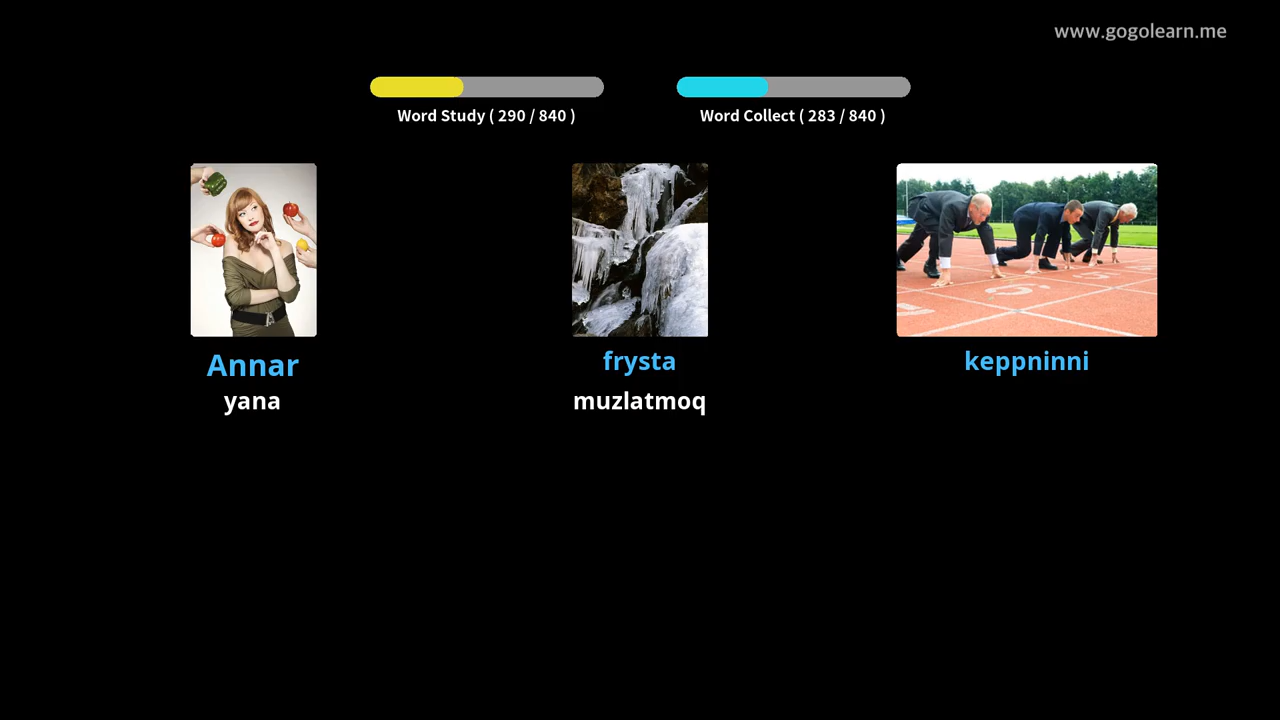 www.gogolearn.me
Word Study ( 290 / 840 )
Word Collect ( 283 / 840 )
Annar
yana
frysta
muzlatmoq
keppninni